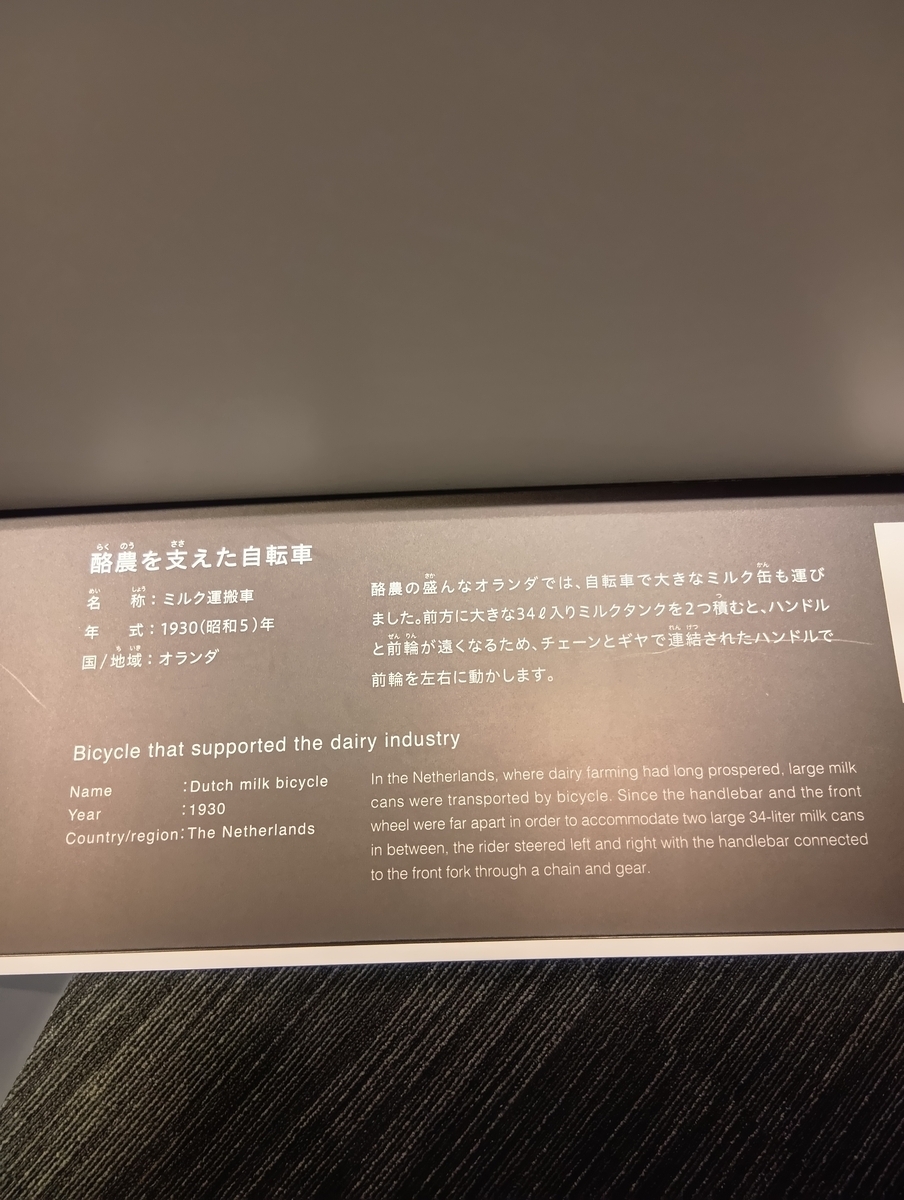 酪農を支えた自転車
名 称：ミルク運搬車
年 式：1930(昭和5)年
国/地域：オランダ
酪農の盛んなオランダでは、自転車で大きなミルク缶も運び
ました。前方に大きな34ℓ入りミルクタンクを2つ積むと、ハンドル
と前輪が遠くなるため、チェーンとギヤで連結されたハンドルで
前輪を左右に動かします。
Bicycle that supported the dairy industry
Name :Dutch milk bicycle
Year :1930
Country/region:The Netherlands
In the Netherlands, where dairy farming had long prospered, large milk
cans were transported by bicycle. Since the handlebar and the front
wheel were far apart in order to accommodate two large 34-liter milk cans
in between, the rider steered left and right with the handlebar connected
to the front fork through a chain and gear.